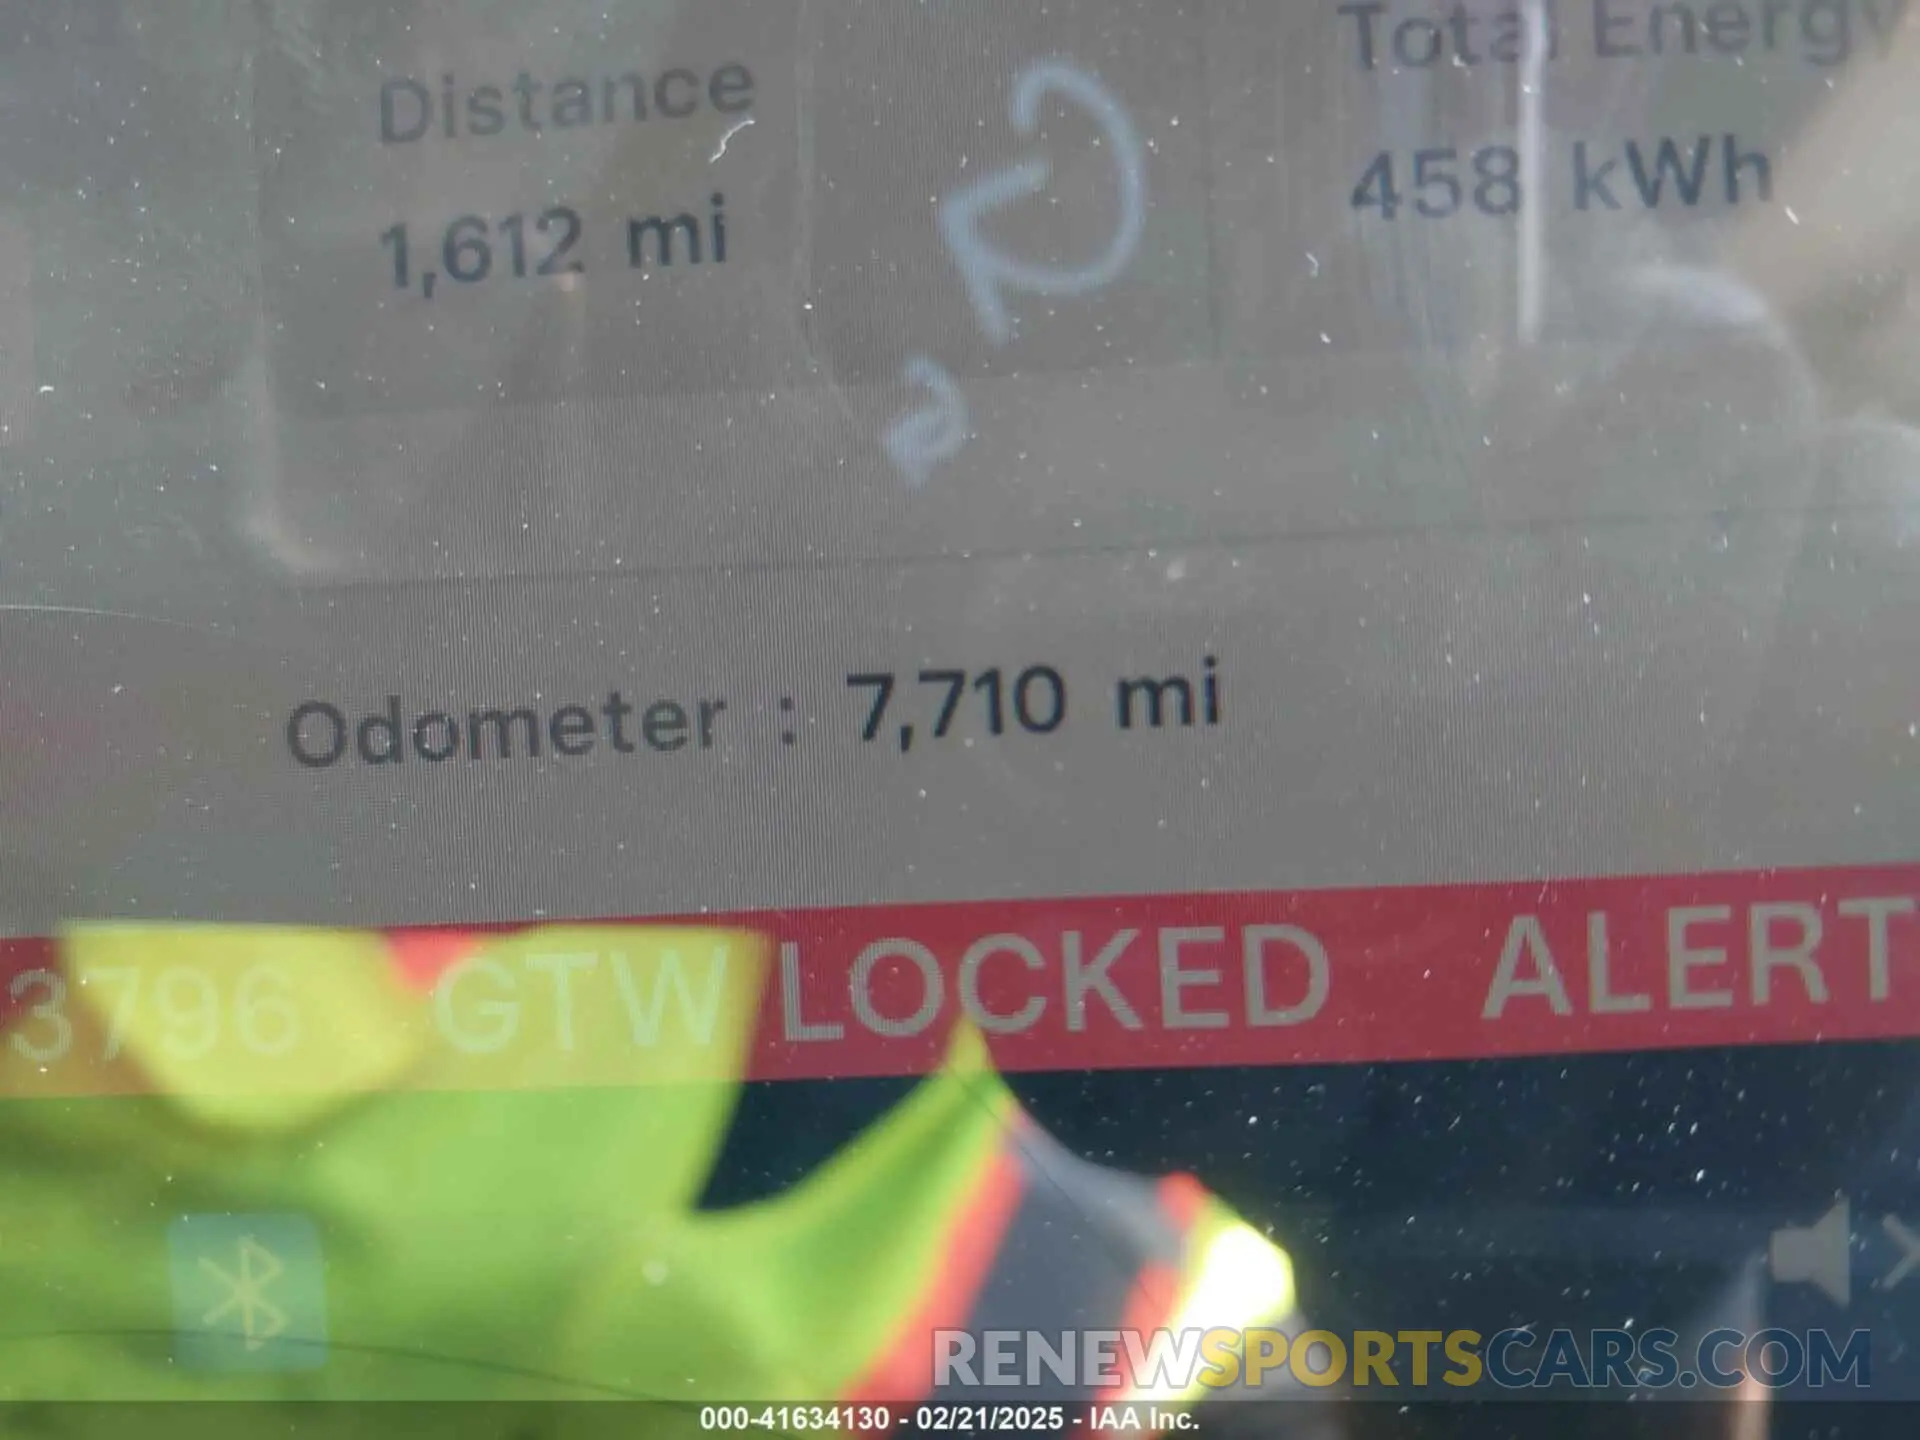 Distance
Total Energy
1,612 mi
458 kWh
Odometer : 7,710 mi
3796 GTW LOCKED ALERT
RENEWSPORTSCARS.COM
000-41634130 - 02/21/2025 - IAA Inc.